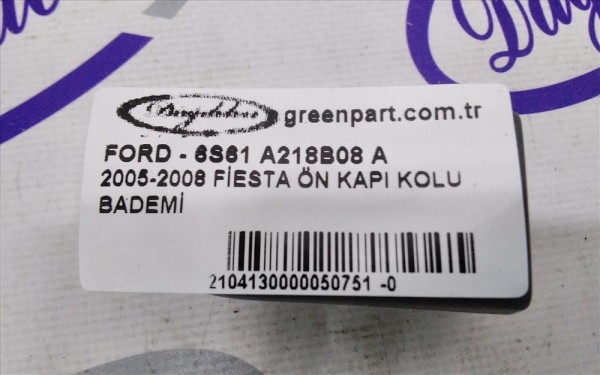 greenpart.com.tr
FORD - 6S61 A218B08 A
2005-2008 FİESTA ÖN KAPI KOLU
BADEMİ
2104130000050751 -0